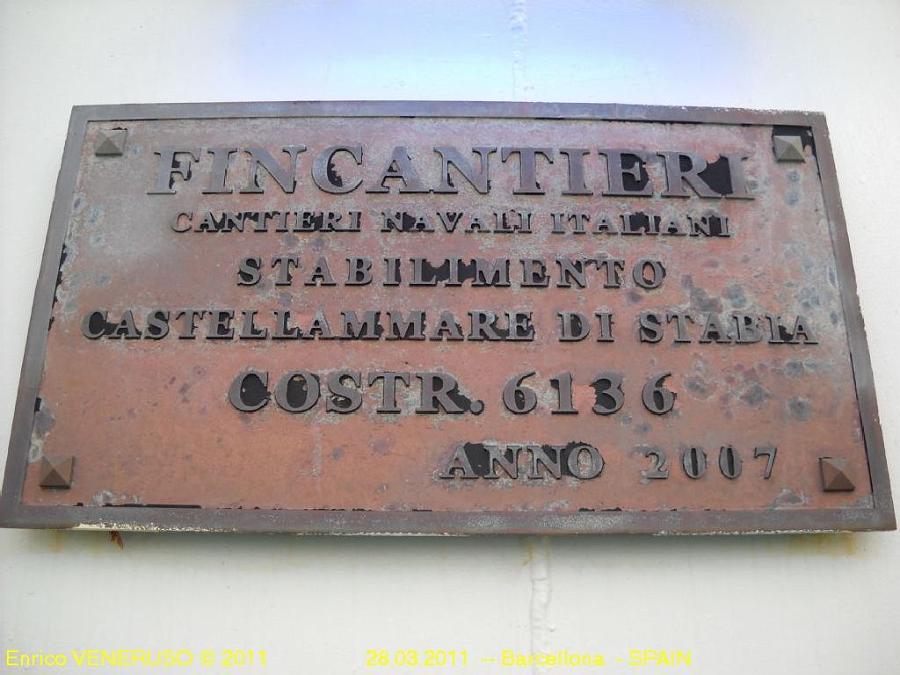 FINCANTIERI
CANTIERI NAVALI ITALIANI
STABILIMENTO
CASTELLAMMARE DI STABIA
COSTR. 6136
ANNO 2007
Enrico VENERUSO © 2011 28.03.2011 -- Barcellona - SPAIN